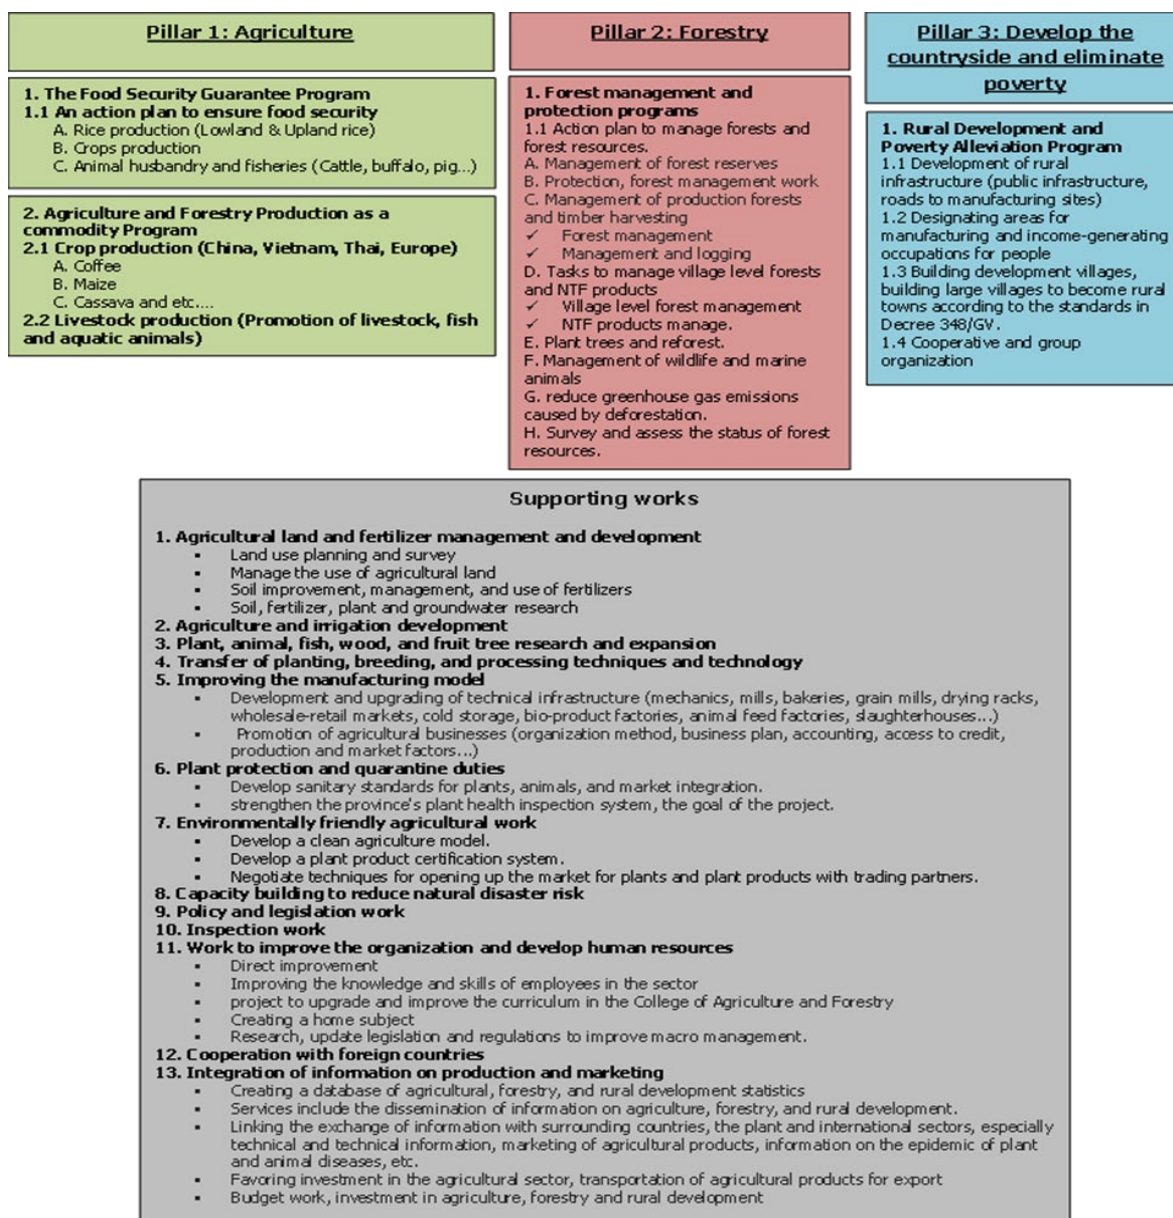 Pillar 1: Agriculture
1. The Food Security Guarantee Program
1.1 An action plan to ensure food security
A. Rice production (Lowland & Upland rice)
B. Crops production
C. Animal husbandry and fisheries (Cattle, buffalo, pig...)
2. Agriculture and Forestry Production as a
commodity Program
2.1 Crop production (China, Vietnam, Thai, Europe)
A. Coffee
B. Maize
C. Cassava and etc....
2.2 Livestock production (Promotion of livestock, fish
and aquatic animals)
Pillar 2: Forestry
1. Forest management and
protection programs
1.1 Action plan to manage forests and
forest resources.
A. Management of forest reserves
B. Protection, forest management work
C. Management of production forests
and timber harvesting
✓ Forest management
✓ Management and logging
D. Tasks to manage village level forests
and NTF products
✓ Village level forest management
✓ NTF products manage.
E. Plant trees and reforest.
F. Management of wildlife and marine
animals
G. reduce greenhouse gas emissions
caused by deforestation.
H. Survey and assess the status of forest
resources.
Pillar 3: Develop the
countryside and eliminate
poverty
1. Rural Development and
Poverty Alleviation Program
1.1 Development of rural
infrastructure (public infrastructure,
roads to manufacturing sites)
1.2 Designating areas for
manufacturing and income-generating
occupations for people
1.3 Building development villages,
building large villages to become rural
towns according to the standards in
Decree 348/GV.
1.4 Cooperative and group
organization
Supporting works
1. Agricultural land and fertilizer management and development
▪ Land use planning and survey
▪ Manage the use of agricultural land
▪ Soil improvement, management, and use of fertilizers
▪ Soil, fertilizer, plant and groundwater research
2. Agriculture and irrigation development
3. Plant, animal, fish, wood, and fruit tree research and expansion
4. Transfer of planting, breeding, and processing techniques and technology
5. Improving the manufacturing model
▪ Development and upgrading of technical infrastructure (mechanics, mills, bakeries, grain mills, drying racks,
wholesale-retail markets, cold storage, bio-product factories, animal feed factories, slaughterhouses...)
▪ Promotion of agricultural businesses (organization method, business plan, accounting, access to credit,
production and market factors...)
6. Plant protection and quarantine duties
▪ Develop sanitary standards for plants, animals, and market integration.
▪ strengthen the province's plant health inspection system, the goal of the project.
7. Environmentally friendly agricultural work
▪ Develop a clean agriculture model.
▪ Develop a plant product certification system.
▪ Negotiate techniques for opening up the market for plants and plant products with trading partners.
8. Capacity building to reduce natural disaster risk
9. Policy and legislation work
10. Inspection work
11. Work to improve the organization and develop human resources
▪ Direct improvement
▪ Improving the knowledge and skills of employees in the sector
▪ project to upgrade and improve the curriculum in the College of Agriculture and Forestry
▪ Creating a home subject
▪ Research, update legislation and regulations to improve macro management.
12. Cooperation with foreign countries
13. Integration of information on production and marketing
▪ Creating a database of agricultural, forestry, and rural development statistics
▪ Services include the dissemination of information on agriculture, forestry, and rural development.
▪ Linking the exchange of information with surrounding countries, the plant and international sectors, especially
technical and technical information, marketing of agricultural products, information on the epidemic of plant
and animal diseases, etc.
▪ Favoring investment in the agricultural sector, transportation of agricultural products for export
▪ Budget work, investment in agriculture, forestry and rural development